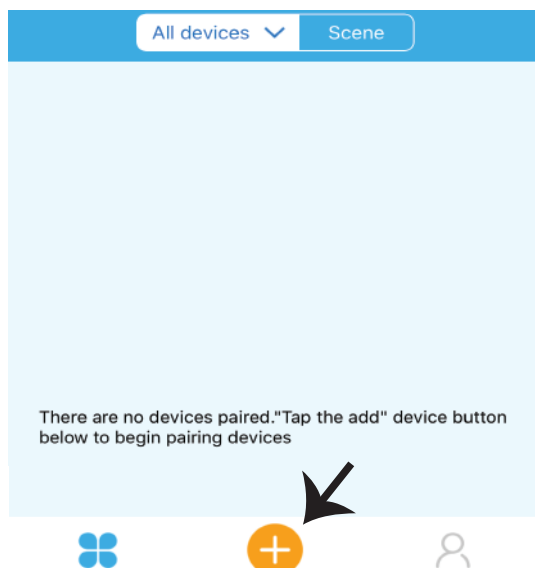 All devices Scene
There are no devices paired."Tap the add" device button
below to begin pairing devices